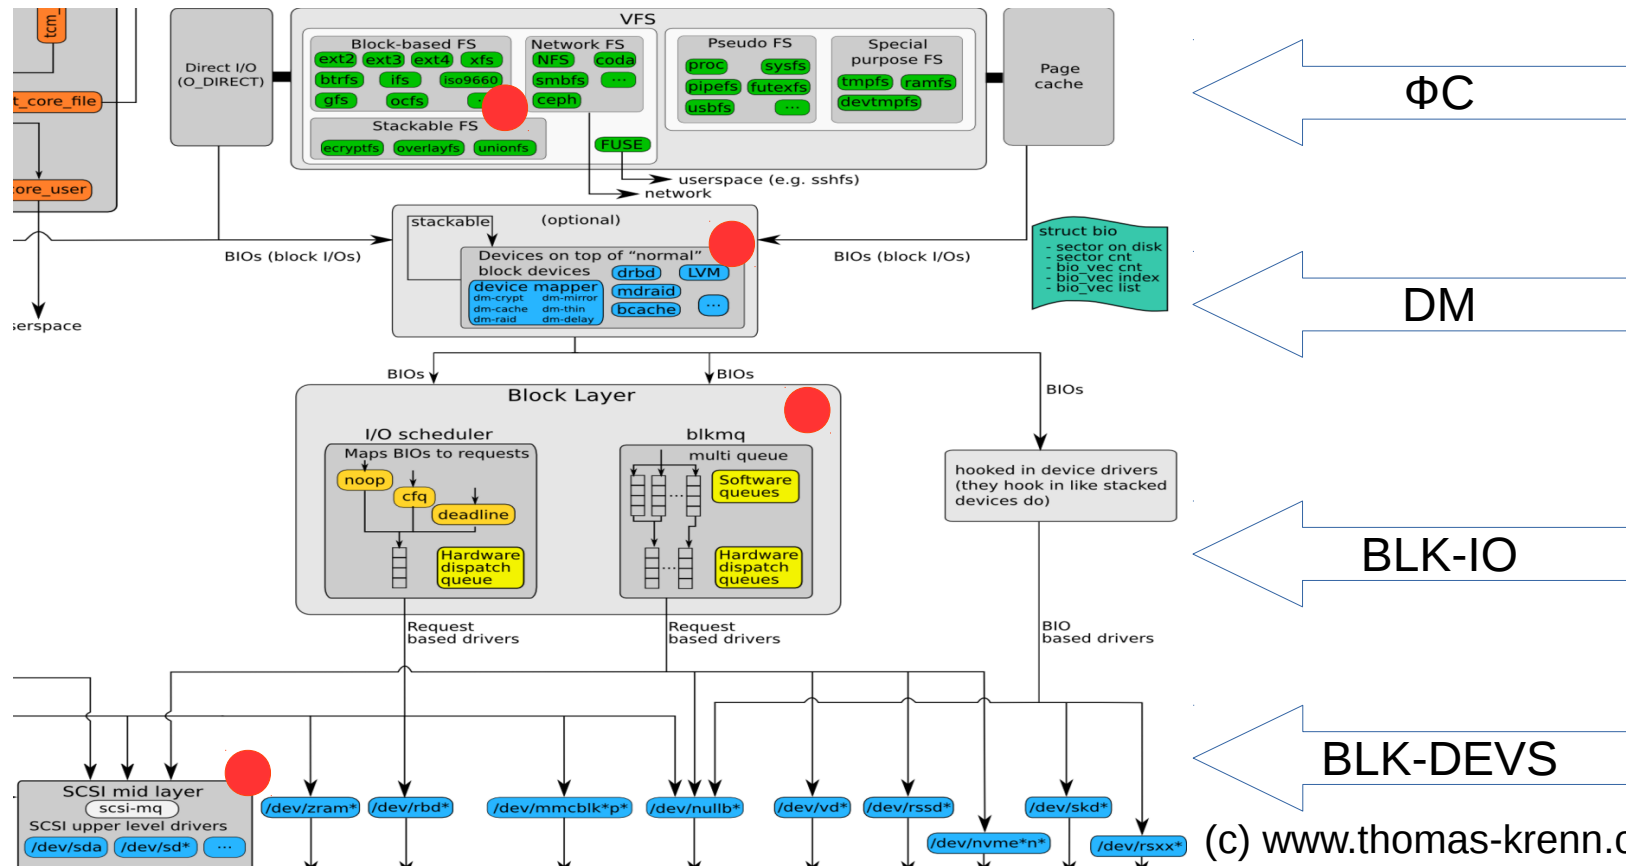 VFS
tcm_
Direct I/O
(O_DIRECT)
Block-based FS
ext2 ext3 ext4 xfs
btrfs ifs iso9660
gfs ocfs
Network FS
NFS coda
smbfs ...
ceph
Stackable FS
ecryptfs overlayfs unionfs
FUSE
Pseudo FS
proc sysfs
pipefs futexfs
usbfs ...
Special
purpose FS
tmpfs ramfs
devtmpfs
Page
cache
ФС
t_core_file
ore_user
userspace (e.g. sshfs)
network
stackable
(optional)
BIOs (block I/Os)
BIOs (block I/Os)
Devices on top of “normal”
block devices
drbd LVM
device mapper
dm-crypt dm-mirror
dm-cache dm-thin
dm-raid dm-delay
mdraid
bcache
...
struct bio
- sector on disk
- sector cnt
- bio_vec cnt
- bio_vec index
- bio_vec list
DM
serspace
BIOs
BIOs
BIOs
Block Layer
I/O scheduler
Maps BIOs to requests
noop
cfq
deadline
Hardware
dispatch
queue
blkmq
multi queue
Software
queues
Hardware
dispatch
queues
hooked in device drivers
(they hook in like stacked
devices do)
BLK-IO
Request
based drivers
Request
based drivers
BIO
based drivers
BLK-DEVS
SCSI mid layer
scsi-mq
SCSI upper level drivers
/dev/sda /dev/sd* ...
/dev/zram* /dev/rbd* /dev/mmcblk*p* /dev/nullb* /dev/vd* /dev/rssd* /dev/skd*
/dev/nvme*n* /dev/rsxx*
(c) www.thomas-krenn.c